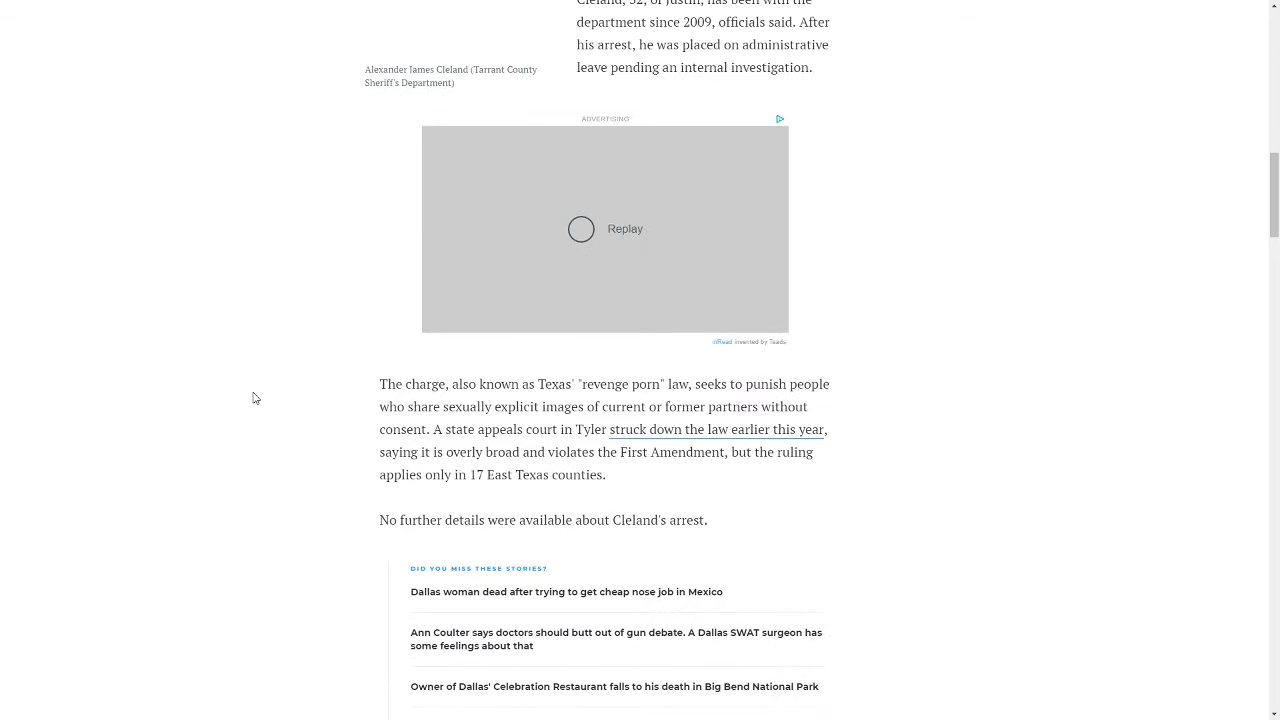 Cleland, 32, of Justin, has been with the
department since 2009, officials said. After
his arrest, he was placed on administrative
leave pending an internal investigation.
Alexander James Cleland (Tarrant County
Sheriff's Department)
ADVERTISING
Replay
inRead invented by Teads
The charge, also known as Texas' "revenge porn" law, seeks to punish people
who share sexually explicit images of current or former partners without
consent. A state appeals court in Tyler struck down the law earlier this year,
saying it is overly broad and violates the First Amendment, but the ruling
applies only in 17 East Texas counties.
No further details were available about Cleland's arrest.
DID YOU MISS THESE STORIES?
Dallas woman dead after trying to get cheap nose job in Mexico
Ann Coulter says doctors should butt out of gun debate. A Dallas SWAT surgeon has
some feelings about that
Owner of Dallas' Celebration Restaurant falls to his death in Big Bend National Park